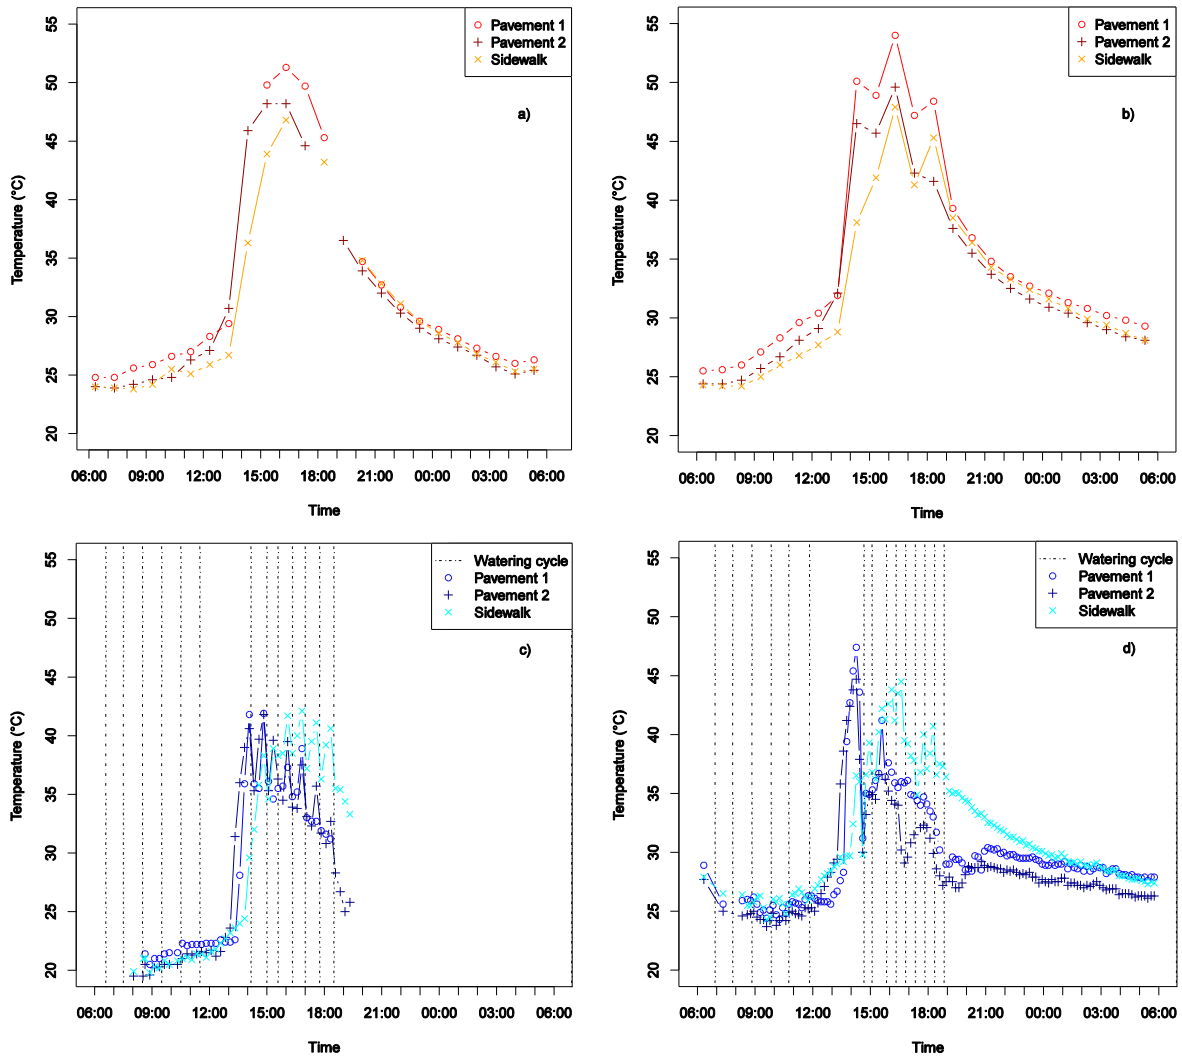 Pavement 1
Pavement 2
Sidewalk
a)
Temperature (°C)
55
50
45
40
35
30
25
20
06:00 09:00 12:00 15:00 18:00 21:00 00:00 03:00 06:00
Time
Pavement 1
Pavement 2
Sidewalk
b)
Temperature (°C)
55
50
45
40
35
30
25
20
06:00 09:00 12:00 15:00 18:00 21:00 00:00 03:00 06:00
Time
Watering cycle
Pavement 1
Pavement 2
Sidewalk
c)
Temperature (°C)
55
50
45
40
35
30
25
20
06:00 09:00 12:00 15:00 18:00 21:00 00:00 03:00 06:00
Time
Watering cycle
Pavement 1
Pavement 2
Sidewalk
d)
Temperature (°C)
55
50
45
40
35
30
25
20
06:00 09:00 12:00 15:00 18:00 21:00 00:00 03:00 06:00
Time